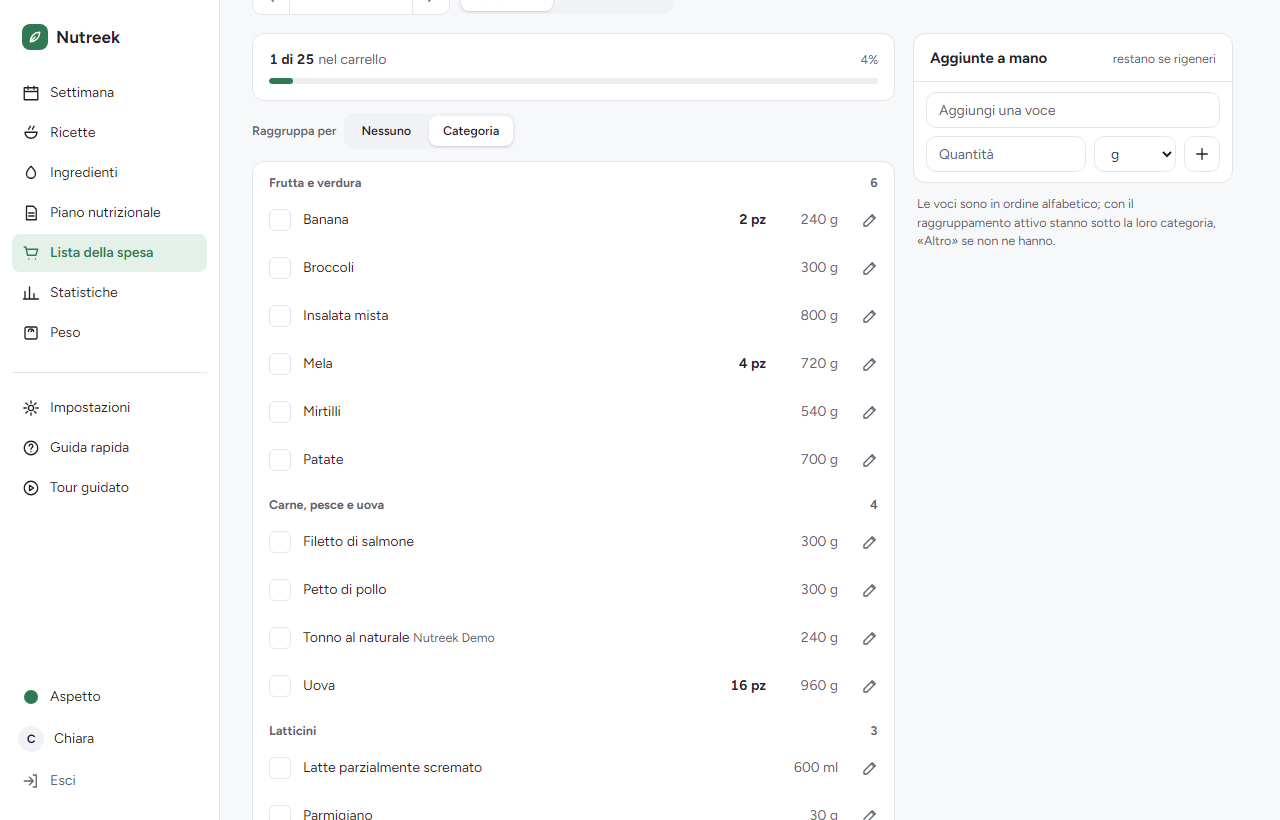 Nutreek
Settimana
Ricette
Ingredienti
Piano nutrizionale
Lista della spesa
Statistiche
Peso
Impostazioni
Guida rapida
Tour guidato
Aspetto
C Chiara
Esci
1 di 25 nel carrello 4%
Raggruppa per Nessuno Categoria
Frutta e verdura 6
Banana 2 pz 240 g
Broccoli 300 g
Insalata mista 800 g
Mela 4 pz 720 g
Mirtilli 540 g
Patate 700 g
Carne, pesce e uova 4
Filetto di salmone 300 g
Petto di pollo 300 g
Tonno al naturale Nutreek Demo 240 g
Uova 16 pz 960 g
Latticini 3
Latte parzialmente scremato 600 ml
Parmigiano 30 g
Aggiunte a mano restano se rigeneri
Aggiungi una voce
Quantità g
Le voci sono in ordine alfabetico; con il
raggruppamento attivo stanno sotto la loro categoria,
«Altro» se non ne hanno.